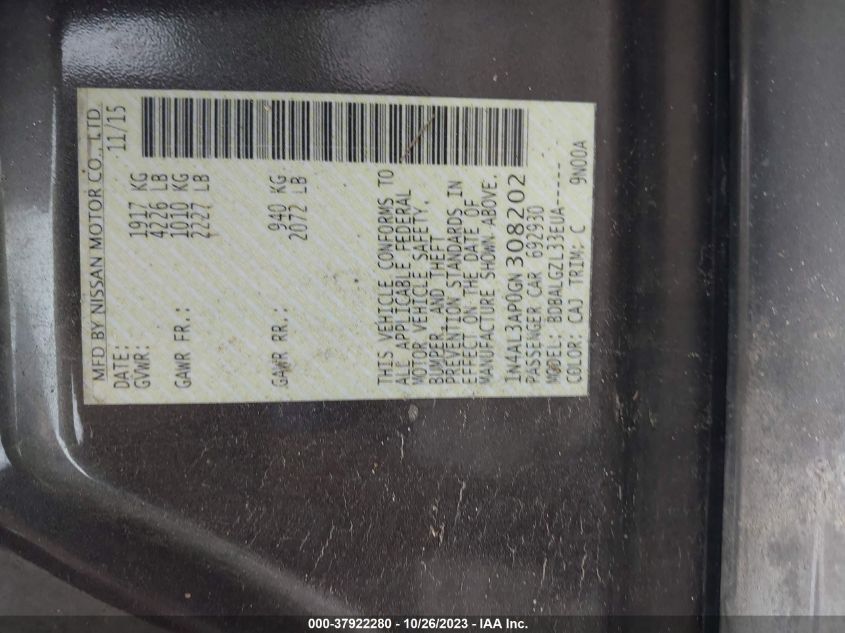 MFD BY NISSAN MOTOR CO., LTD.
DATE: 11/15
GVWR: 1917 KG
4226 LB
GAWR FR.: 1010 KG
2227 LB
GAWR RR.: 940 KG
2072 LB
THIS VEHICLE CONFORMS TO
ALL APPLICABLE FEDERAL
MOTOR VEHICLE SAFETY,
BUMPER, AND THEFT
PREVENTION STANDARDS IN
EFFECT ON THE DATE OF
MANUFACTURE SHOWN ABOVE.
1N4AL3AP0GN308202
PASSENGER CAR 692930
MODEL: BDBALGZL33EUA-----
COLOR: CAJ TRIM: C 9N00A
000-37922280 - 10/26/2023 - IAA Inc.